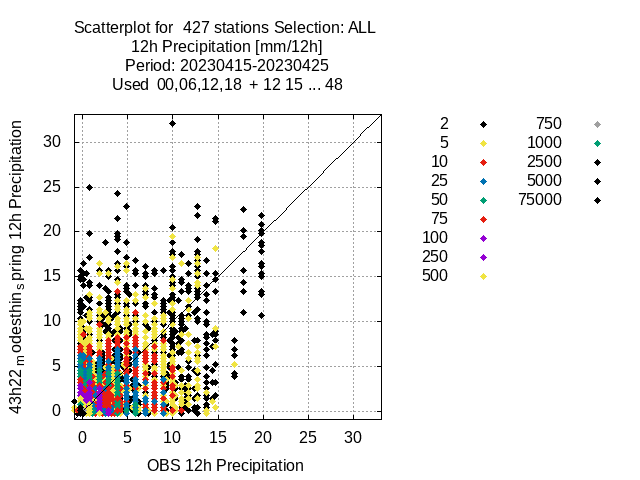 Scatterplot for  427 stations Selection: ALL
12h Precipitation [mm/12h]
Period: 20230415-20230425
Used  00,06,12,18  + 12 15 ... 48
43h22 modesthinspring 12h Precipitation
30
25
20
15
10
5
0
0 5 10 15 20 25 30
OBS 12h Precipitation
2 750
5 1000
10 2500
25 5000
50 75000
75
100
250
500